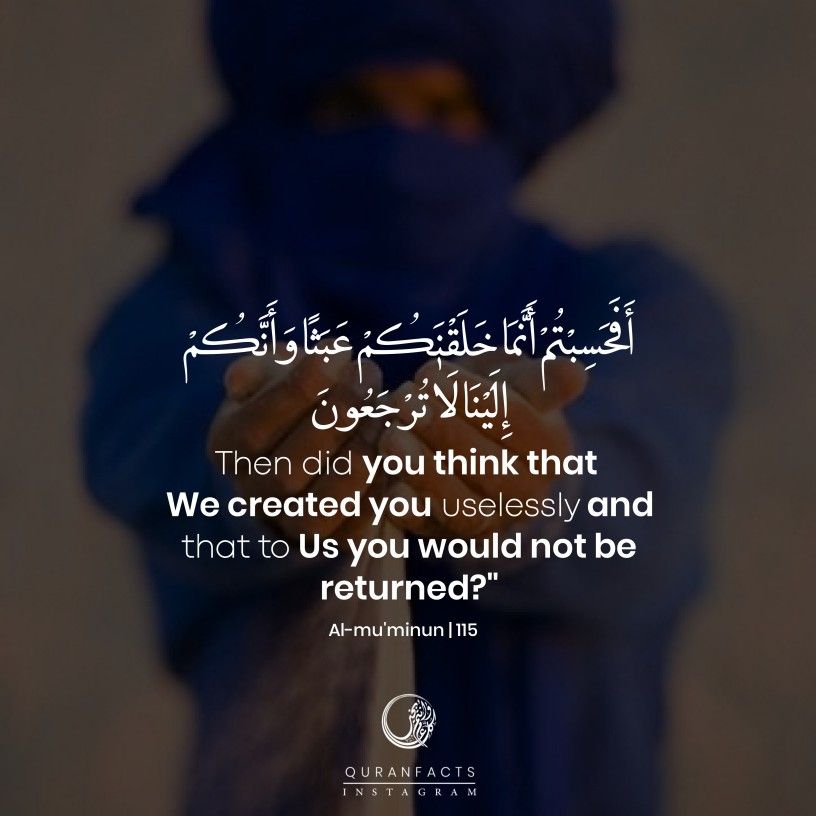 أَفَحَسِبْتُمْ أَنَّمَا خَلَقْنَٰكُمْ عَبَثًا وَأَنَّكُمْ
إِلَيْنَا لَا تُرْجَعُونَ
Then did you think that
We created you uselessly and
that to Us you would not be
returned?"
Al-mu'minun | 115
QURANFACTS
INSTAGRAM